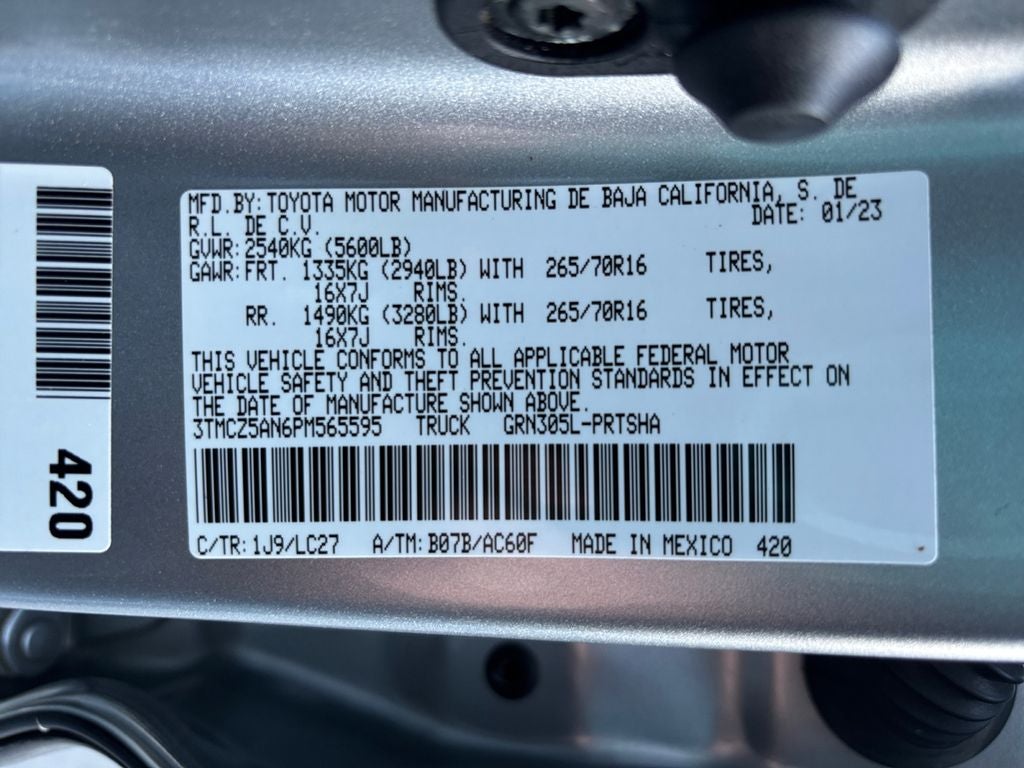 MFD.BY:TOYOTA MOTOR MANUFACTURING DE BAJA CALIFORNIA, S. DE
R.L. DE C.V. DATE: 01/23
GVWR:2540KG (5600LB)
GAWR:FRT. 1335KG (2940LB) WITH 265/70R16 TIRES,
16X7J RIMS.
RR. 1490KG (3280LB) WITH 265/70R16 TIRES,
16X7J RIMS.
THIS VEHICLE CONFORMS TO ALL APPLICABLE FEDERAL MOTOR
VEHICLE SAFETY AND THEFT PREVENTION STANDARDS IN EFFECT ON
THE DATE OF MANUFACTURE SHOWN ABOVE.
3TMCZ5AN6PM565595 TRUCK GRN305L-PRTSHA
C/TR:1J9/LC27 A/TM:B07B/AC60F MADE IN MEXICO 420
420